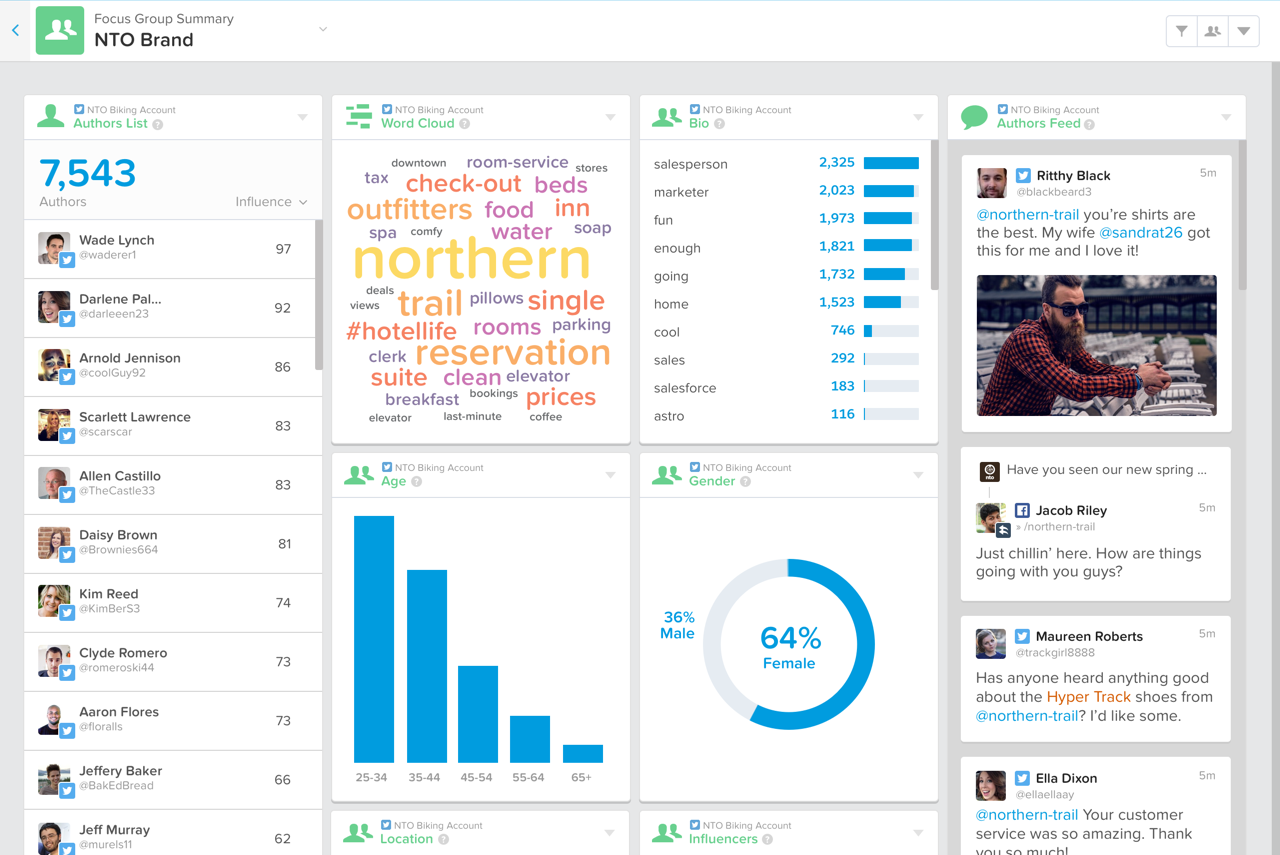 Focus Group Summary
NTO Brand
NTO Biking Account
Authors List ?
7,543
Authors
Influence
Wade Lynch
@waderer1
97
Darlene Pal...
@darleeen23
92
Arnold Jennison
@coolGuy92
86
Scarlett Lawrence
@scarscar
83
Allen Castillo
@TheCastle33
83
Daisy Brown
@Brownies664
81
Kim Reed
@KimBerS3
74
Clyde Romero
@romeroski44
73
Aaron Flores
@floralls
73
Jeffery Baker
@BakEdBread
66
Jeff Murray
@murels11
62
NTO Biking Account
Word Cloud ?
downtown room-service stores
tax check-out beds
outfitters food inn
spa comfy water soap
northern
deals
views trail pillows single
#hotellife rooms parking
clerk reservation
suite clean elevator
breakfast bookings prices
elevator last-minute coffee
NTO Biking Account
Bio ?
salesperson 2,325
marketer 2,023
fun 1,973
enough 1,821
going 1,732
home 1,523
cool 746
sales 292
salesforce 183
astro 116
NTO Biking Account
Age ?
25-34 35-44 45-54 55-64 65+
NTO Biking Account
Gender ?
36%
Male
64%
Female
NTO Biking Account
Location ?
NTO Biking Account
Influencers ?
NTO Biking Account
Authors Feed ?
Ritthy Black
5m
@blackbeard3
@northern-trail you’re shirts are
the best. My wife @sandrat26 got
this for me and I love it!
nto
Have you seen our new spring ...
Jacob Riley
5m
» /northern-trail
Just chillin’ here. How are things
going with you guys?
Maureen Roberts
5m
@trackgirl8888
Has anyone heard anything good
about the Hyper Track shoes from
@northern-trail? I’d like some.
Ella Dixon
5m
@ellaellaay
@northern-trail Your customer
service was so amazing. Thank
you so much!